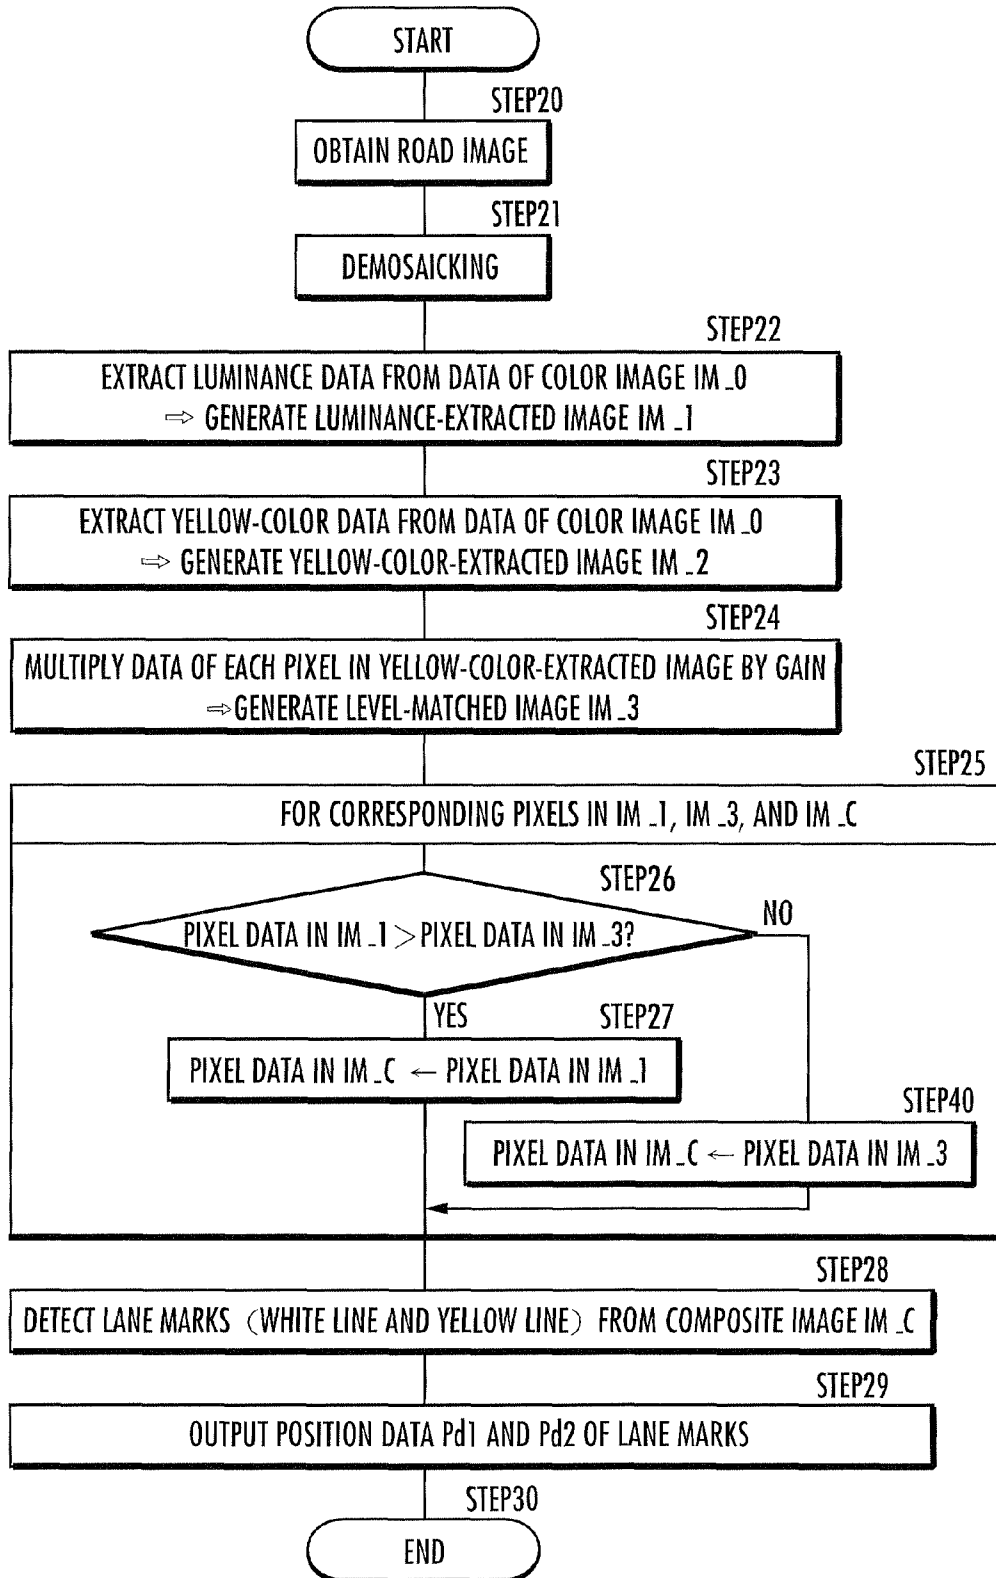 START
STEP20
OBTAIN ROAD IMAGE
STEP21
DEMOSAICKING
STEP22
EXTRACT LUMINANCE DATA FROM DATA OF COLOR IMAGE IM_0
⇨ GENERATE LUMINANCE-EXTRACTED IMAGE IM_1
STEP23
EXTRACT YELLOW-COLOR DATA FROM DATA OF COLOR IMAGE IM_0
⇨ GENERATE YELLOW-COLOR-EXTRACTED IMAGE IM_2
STEP24
MULTIPLY DATA OF EACH PIXEL IN YELLOW-COLOR-EXTRACTED IMAGE BY GAIN
⇨GENERATE LEVEL-MATCHED IMAGE IM_3
STEP25
FOR CORRESPONDING PIXELS IN IM_1, IM_3, AND IM_C
STEP26
PIXEL DATA IN IM_1>PIXEL DATA IN IM_3?
NO
YES
STEP27
PIXEL DATA IN IM_C ← PIXEL DATA IN IM_1
STEP40
PIXEL DATA IN IM_C ← PIXEL DATA IN IM_3
STEP28
DETECT LANE MARKS (WHITE LINE AND YELLOW LINE) FROM COMPOSITE IMAGE IM_C
STEP29
OUTPUT POSITION DATA Pd1 AND Pd2 OF LANE MARKS
STEP30
END